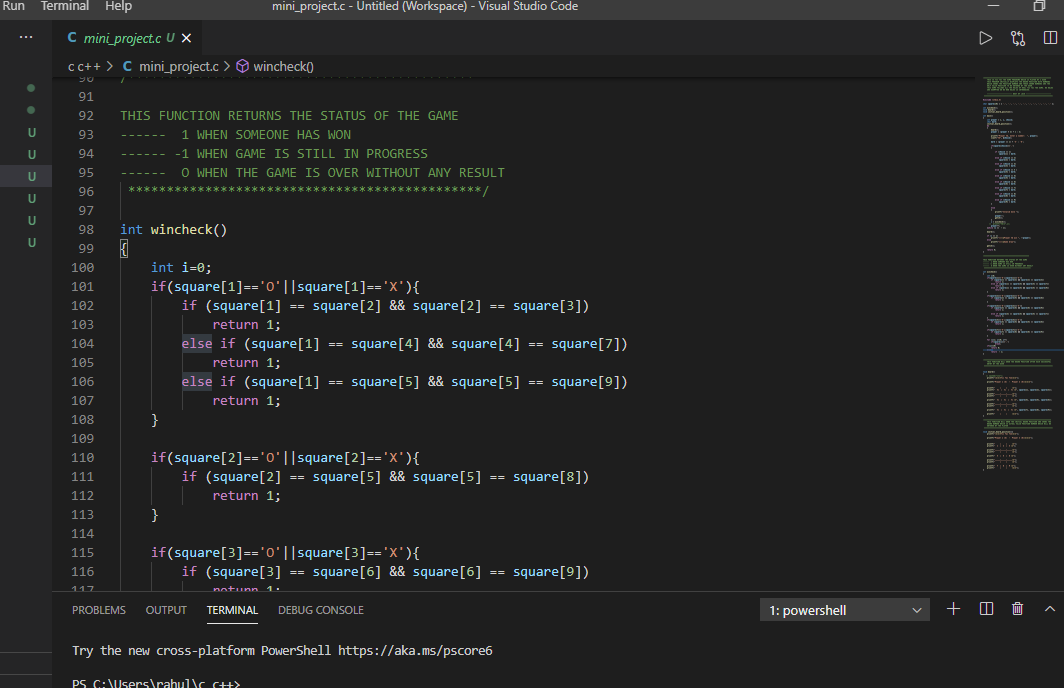 Run Terminal Help mini_project.c - Untitled (Workspace) - Visual Studio Code
... C mini_project.c U
c c++ > C mini_project.c > wincheck()
90 /*********************************************
91
92 THIS FUNCTION RETURNS THE STATUS OF THE GAME
93 ------  1 WHEN SOMEONE HAS WON
94 ------ -1 WHEN GAME IS STILL IN PROGRESS
95 ------  O WHEN THE GAME IS OVER WITHOUT ANY RESULT
96  **********************************************/
97
98 int wincheck()
99 {
100     int i=0;
101     if(square[1]=='O'||square[1]=='X'){
102         if (square[1] == square[2] && square[2] == square[3])
103             return 1;
104         else if (square[1] == square[4] && square[4] == square[7])
105             return 1;
106         else if (square[1] == square[5] && square[5] == square[9])
107             return 1;
108     }
109
110     if(square[2]=='O'||square[2]=='X'){
111         if (square[2] == square[5] && square[5] == square[8])
112             return 1;
113     }
114
115     if(square[3]=='O'||square[3]=='X'){
116         if (square[3] == square[6] && square[6] == square[9])
117             return 1;
U
U
U
U
U
U
PROBLEMS OUTPUT TERMINAL DEBUG CONSOLE 1: powershell
Try the new cross-platform PowerShell https://aka.ms/pscore6
PS C:\Users\rahul\c c++>